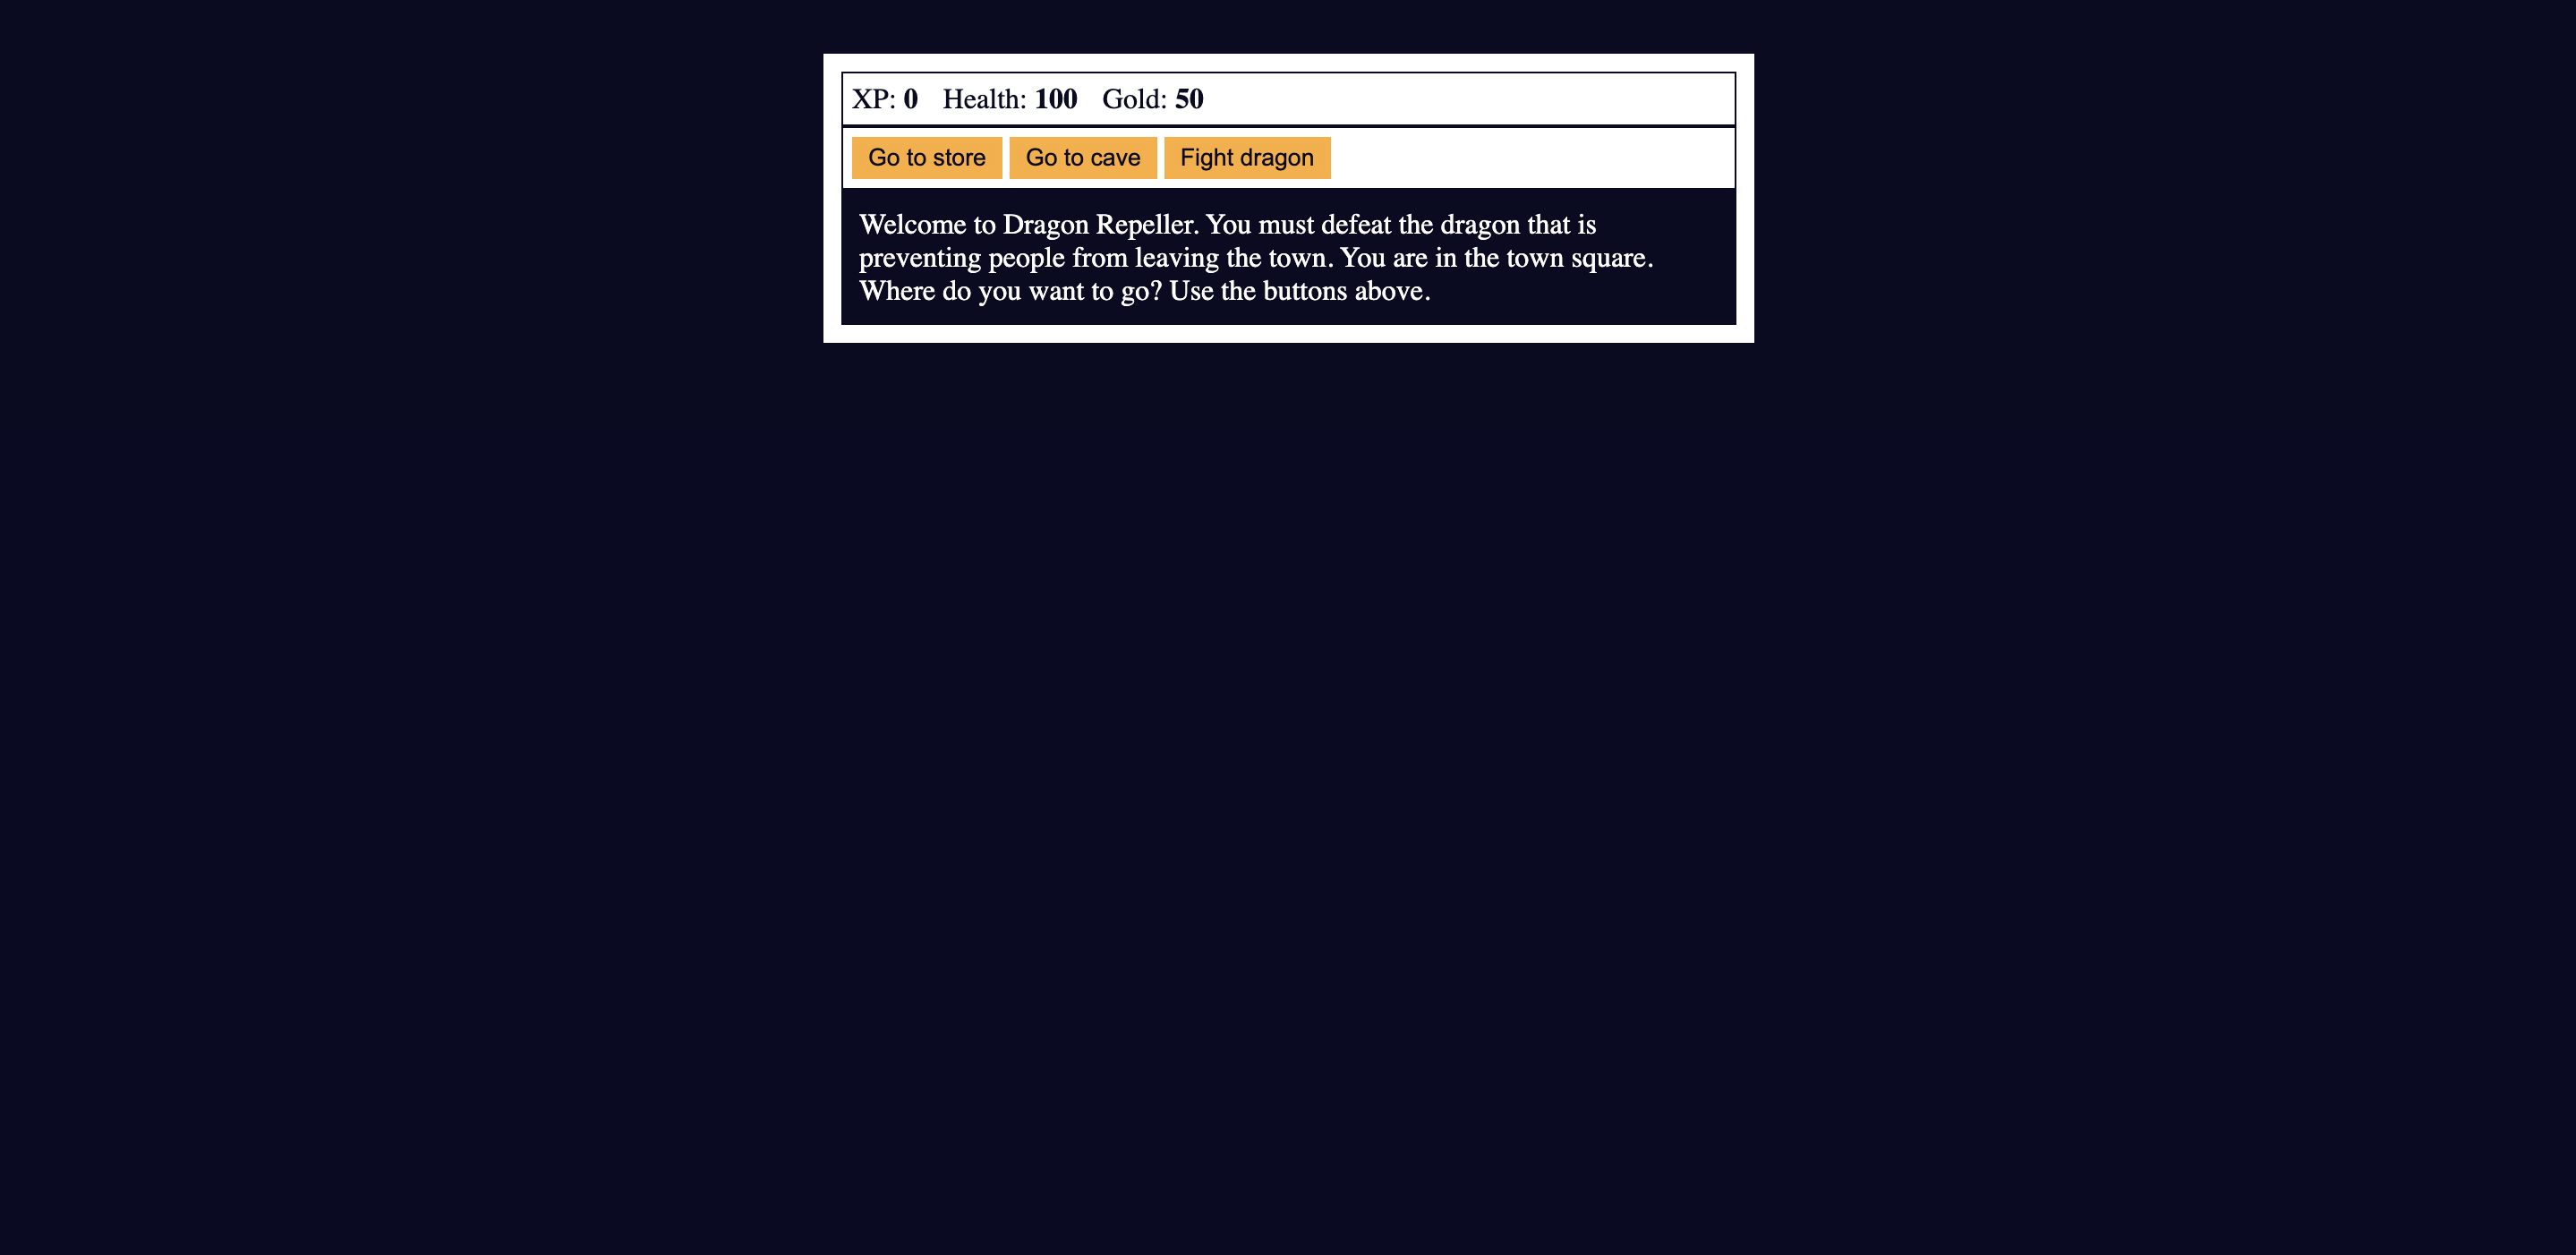 XP: 0 Health: 100 Gold: 50
Go to store Go to cave Fight dragon
Welcome to Dragon Repeller. You must defeat the dragon that is
preventing people from leaving the town. You are in the town square.
Where do you want to go? Use the buttons above.